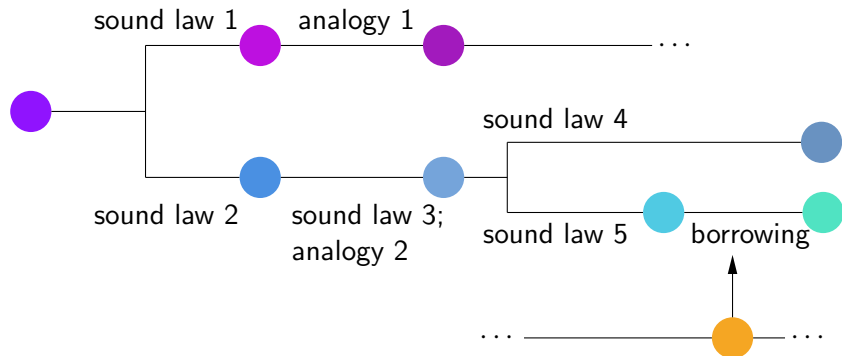 sound law 1
analogy 1
...
sound law 4
sound law 2
sound law 3;
analogy 2
sound law 5
borrowing
...
...